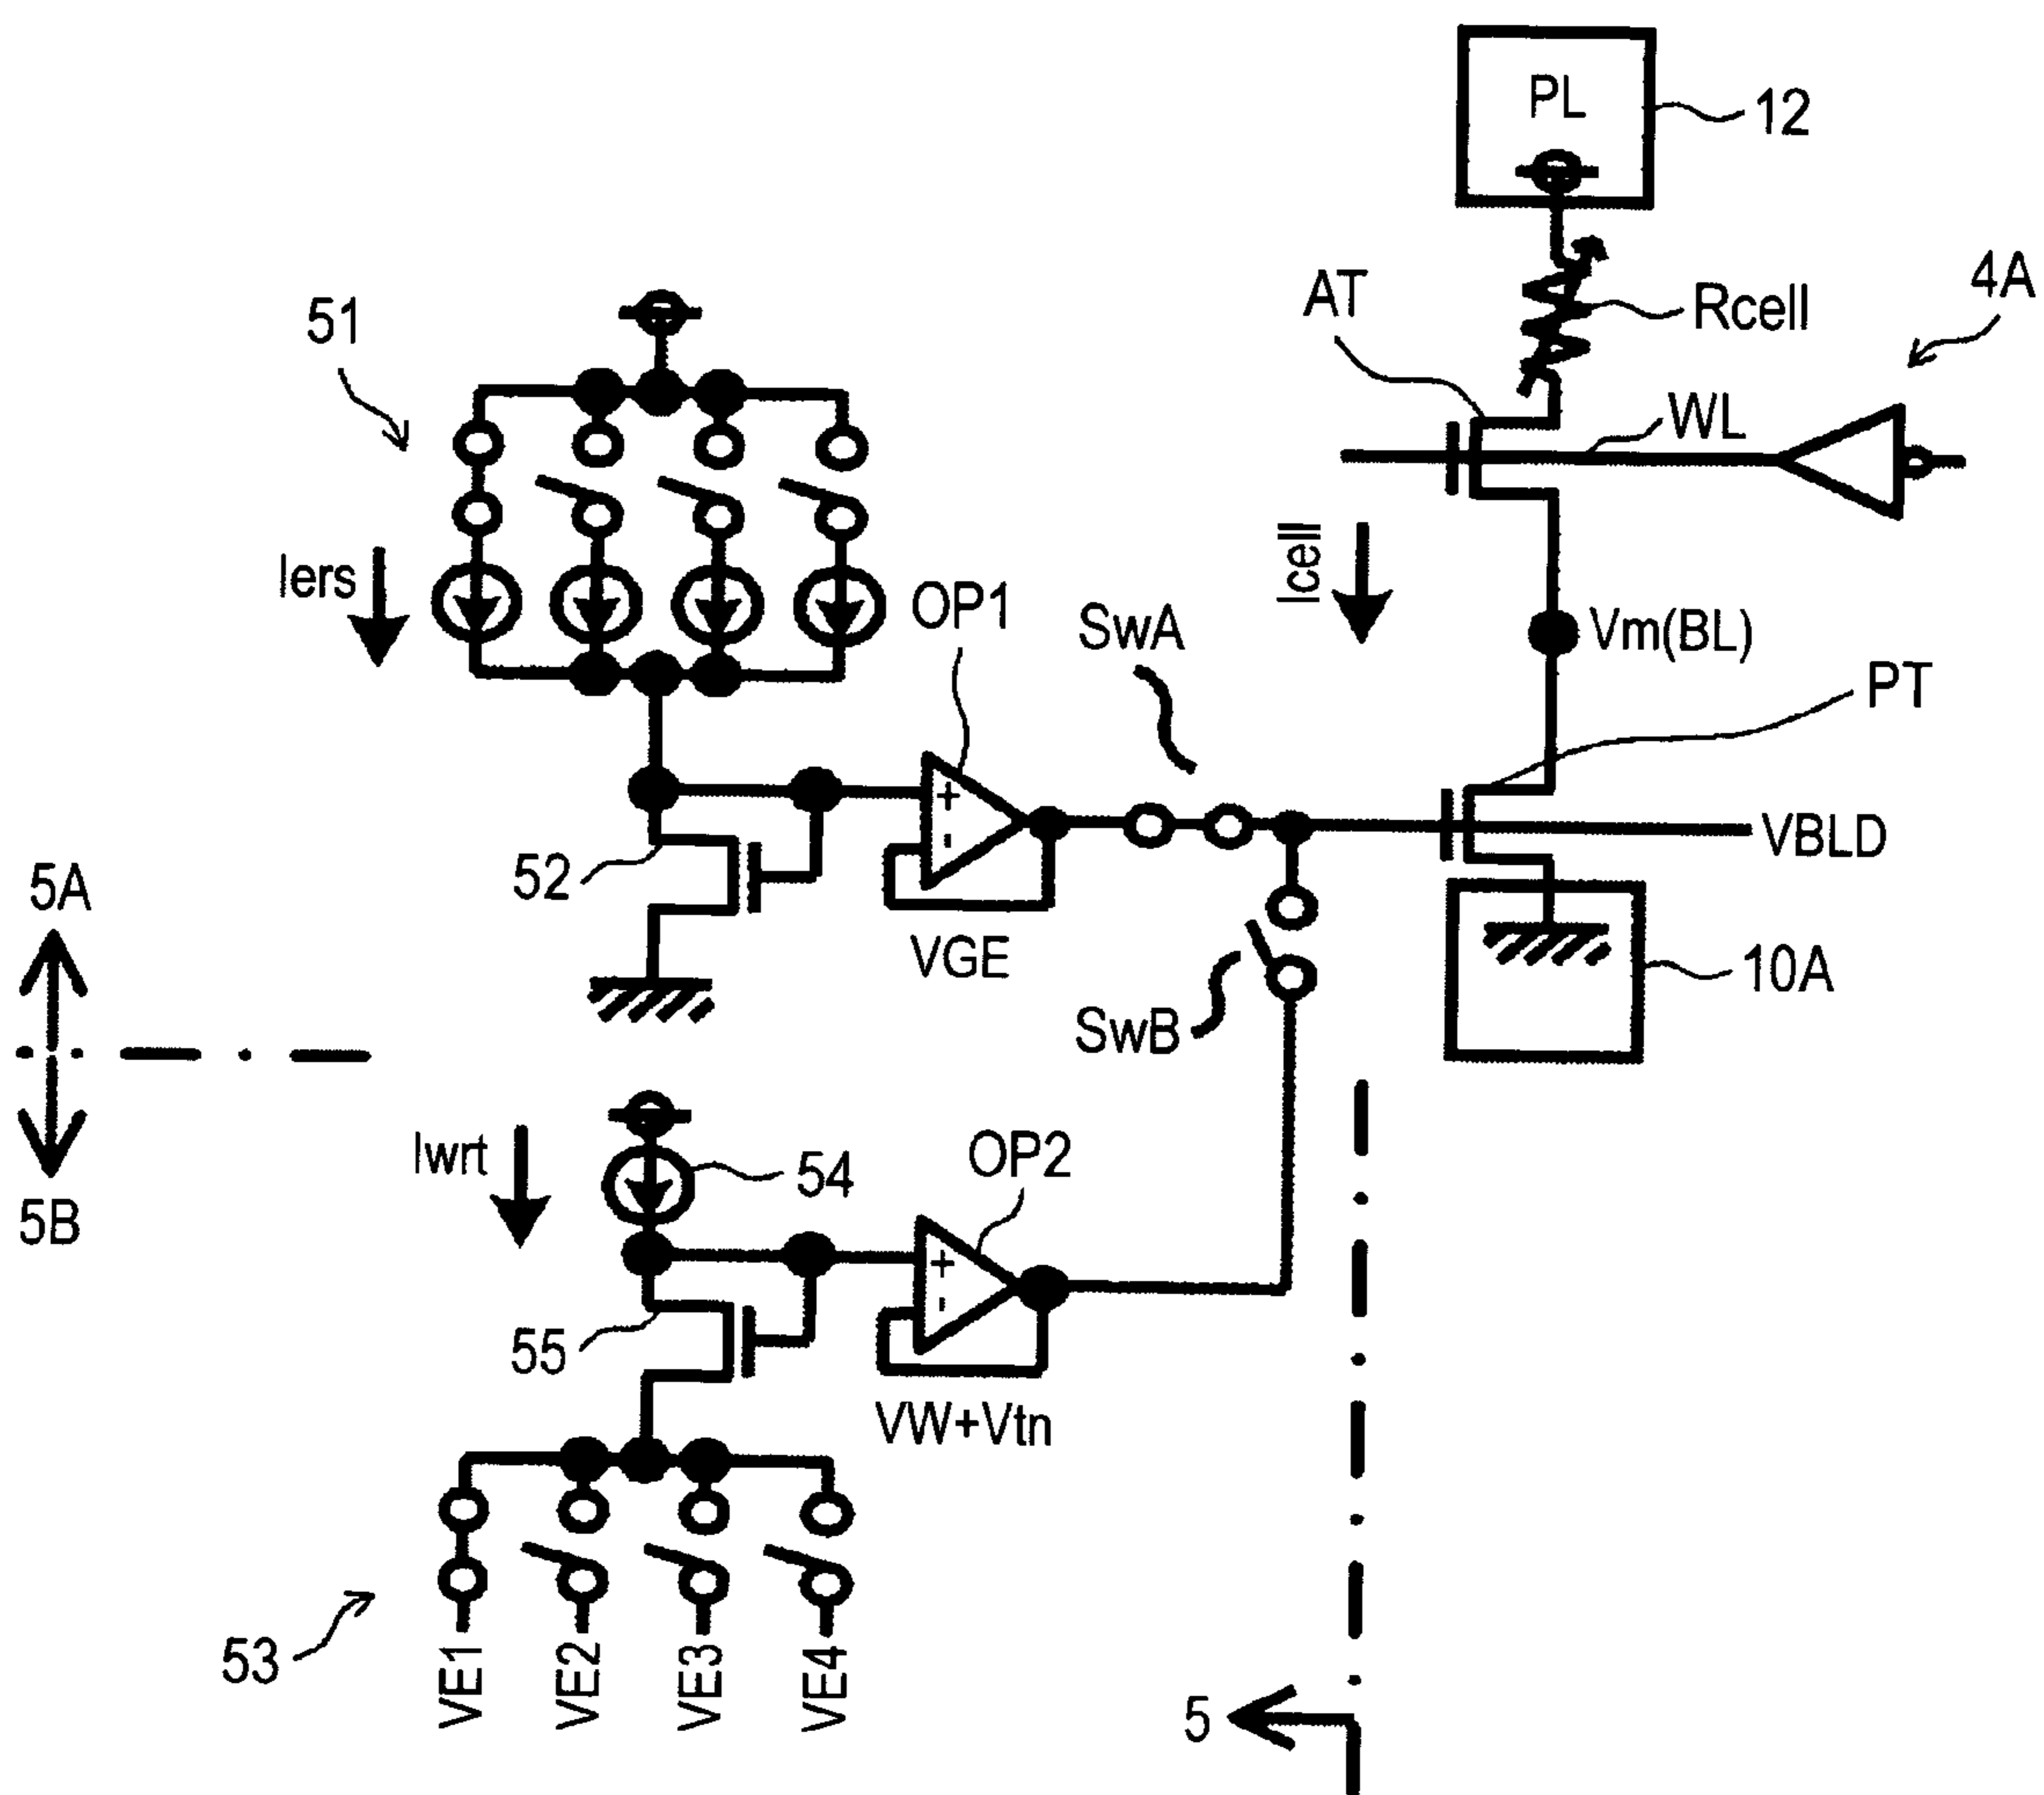 PL
12
4A
AT
Rcell
51
WL
Iers
OP1
Icell
SwA
Vm(BL)
PT
+
-
VBLD
52
5A
VGE
10A
SwB
Iwrt
54
OP2
5B
+
-
55
VW+Vtn
53
VE1
VE2
VE3
VE4
5